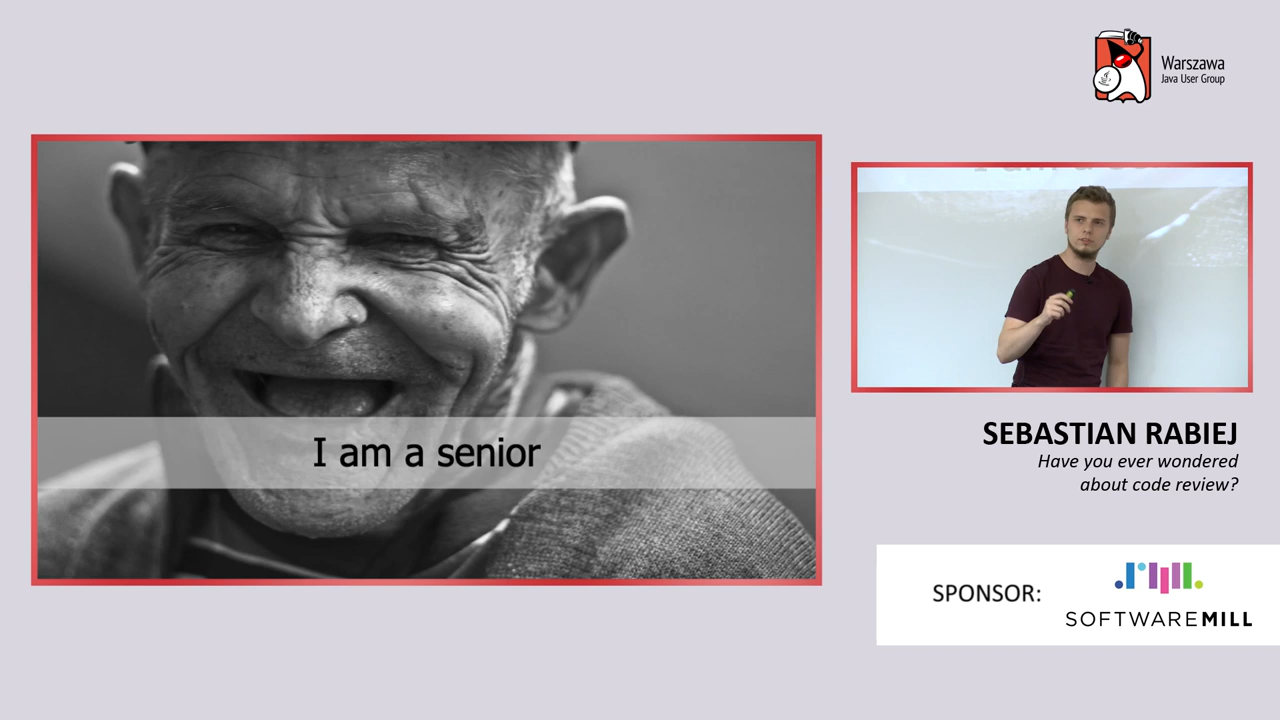 Warszawa
Java User Group
I am a senior
SEBASTIAN RABIEJ
Have you ever wondered
about code review?
SPONSOR:
SOFTWAREMILL